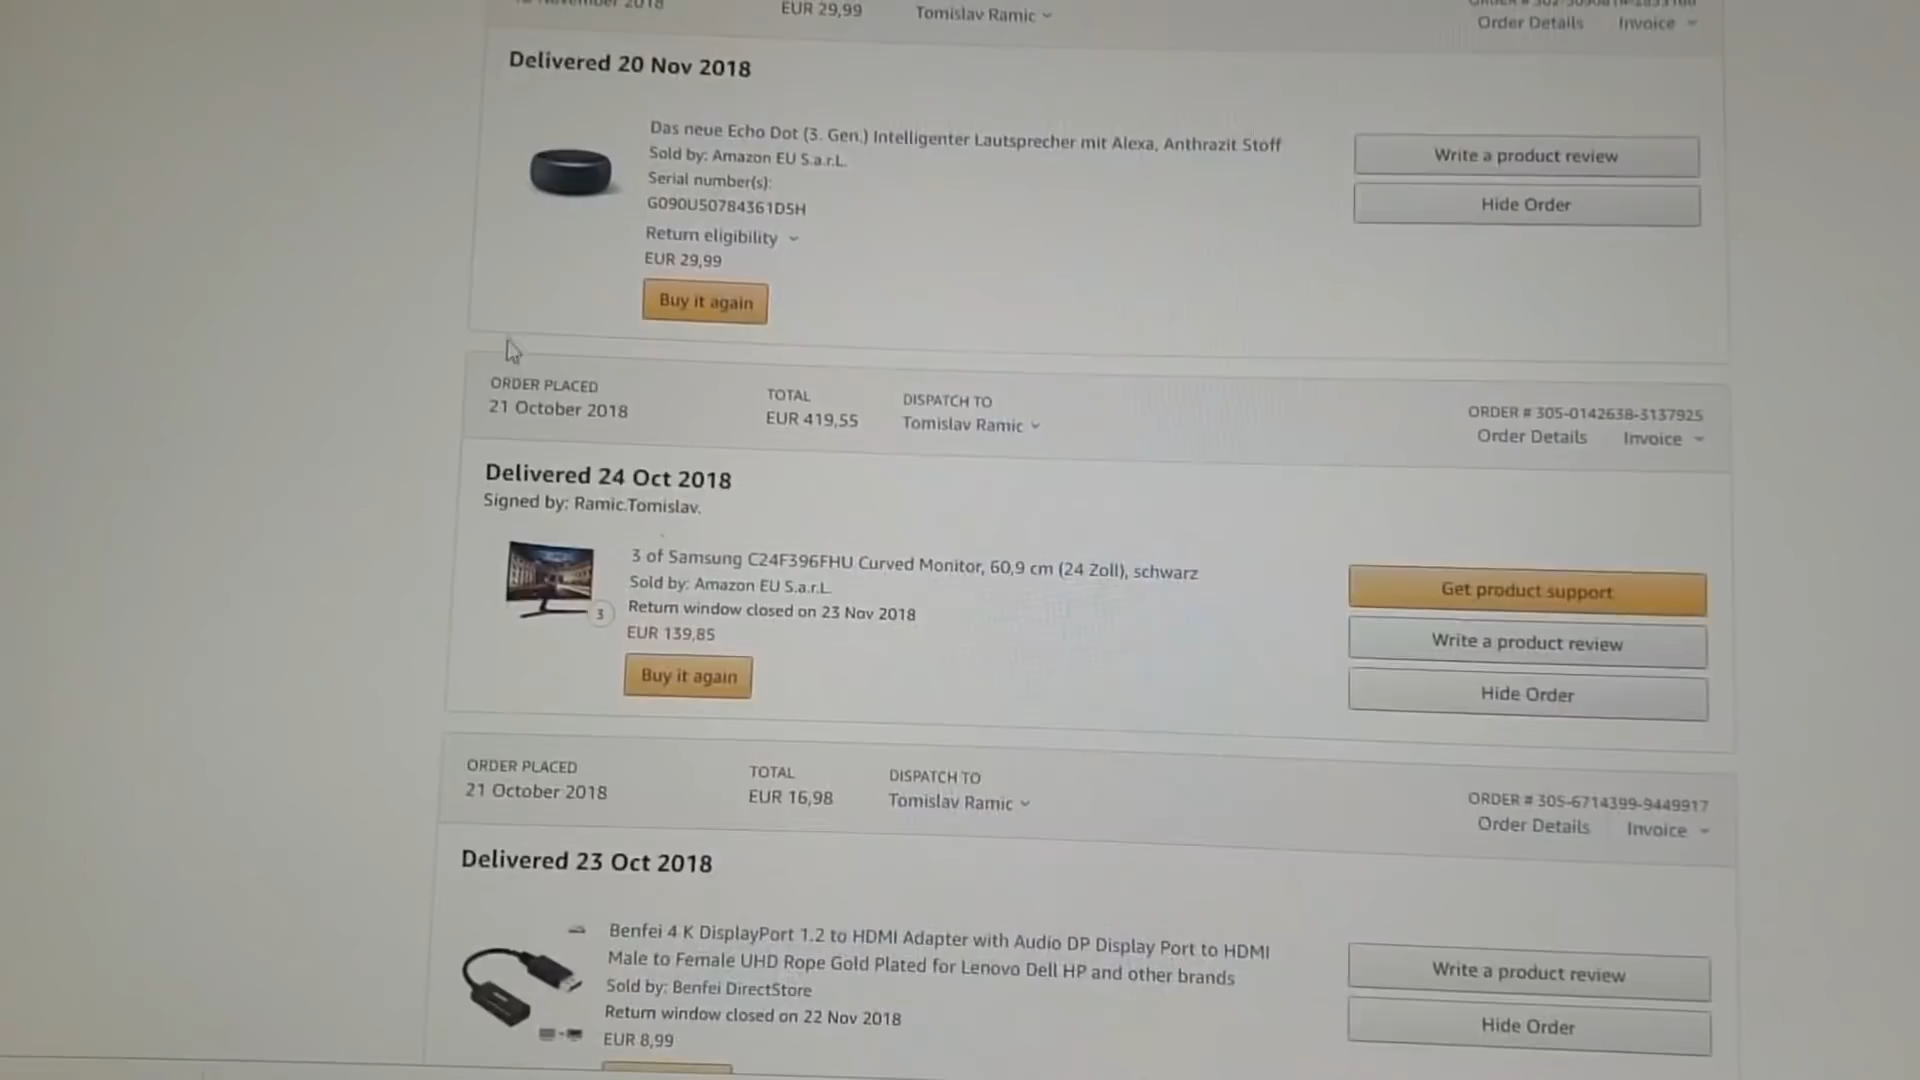 2018
EUR 29,99
Tomislav Ramic
Order Details Invoice
Delivered 20 Nov 2018
Das neue Echo Dot (3. Gen.) Intelligenter Lautsprecher mit Alexa, Anthrazit Stoff
Sold by: Amazon EU S.a.r.L.
Serial number(s):
G090U50784361D5H
Return eligibility
EUR 29,99
Buy it again
Write a product review
Hide Order
ORDER PLACED
21 October 2018
TOTAL
EUR 419,55
DISPATCH TO
Tomislav Ramic
ORDER # 305-0142638-3137925
Order Details Invoice
Delivered 24 Oct 2018
Signed by: Ramic.Tomislav.
3 of Samsung C24F396FHU Curved Monitor, 60,9 cm (24 Zoll), schwarz
Sold by: Amazon EU S.a.r.L.
Return window closed on 23 Nov 2018
EUR 139,85
3
Buy it again
Get product support
Write a product review
Hide Order
ORDER PLACED
21 October 2018
TOTAL
EUR 16,98
DISPATCH TO
Tomislav Ramic
ORDER # 305-6714399-9449917
Order Details Invoice
Delivered 23 Oct 2018
Benfei 4 K DisplayPort 1.2 to HDMI Adapter with Audio DP Display Port to HDMI
Male to Female UHD Rope Gold Plated for Lenovo Dell HP and other brands
Sold by: Benfei DirectStore
Return window closed on 22 Nov 2018
EUR 8,99
Write a product review
Hide Order